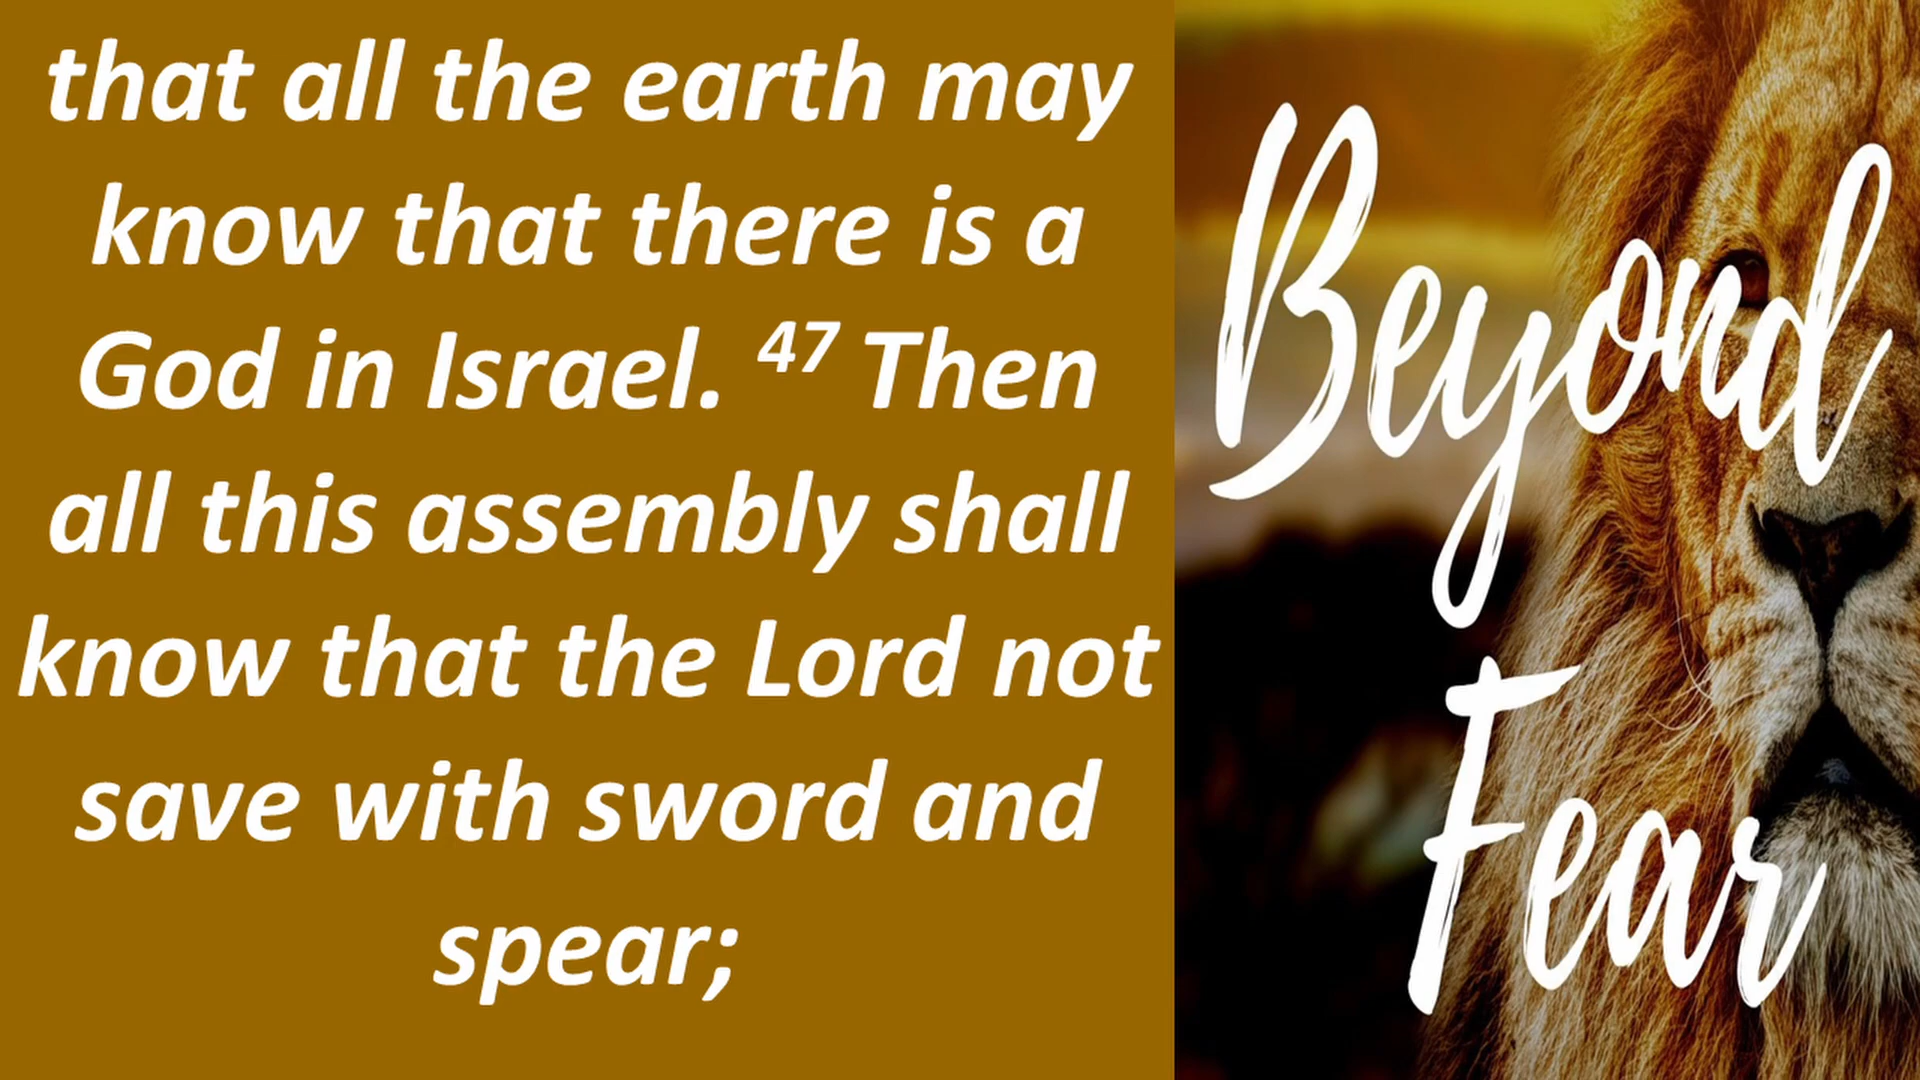 that all the earth may
know that there is a
God in Israel. 47 Then
all this assembly shall
know that the Lord not
save with sword and
spear;
Beyond
Fear